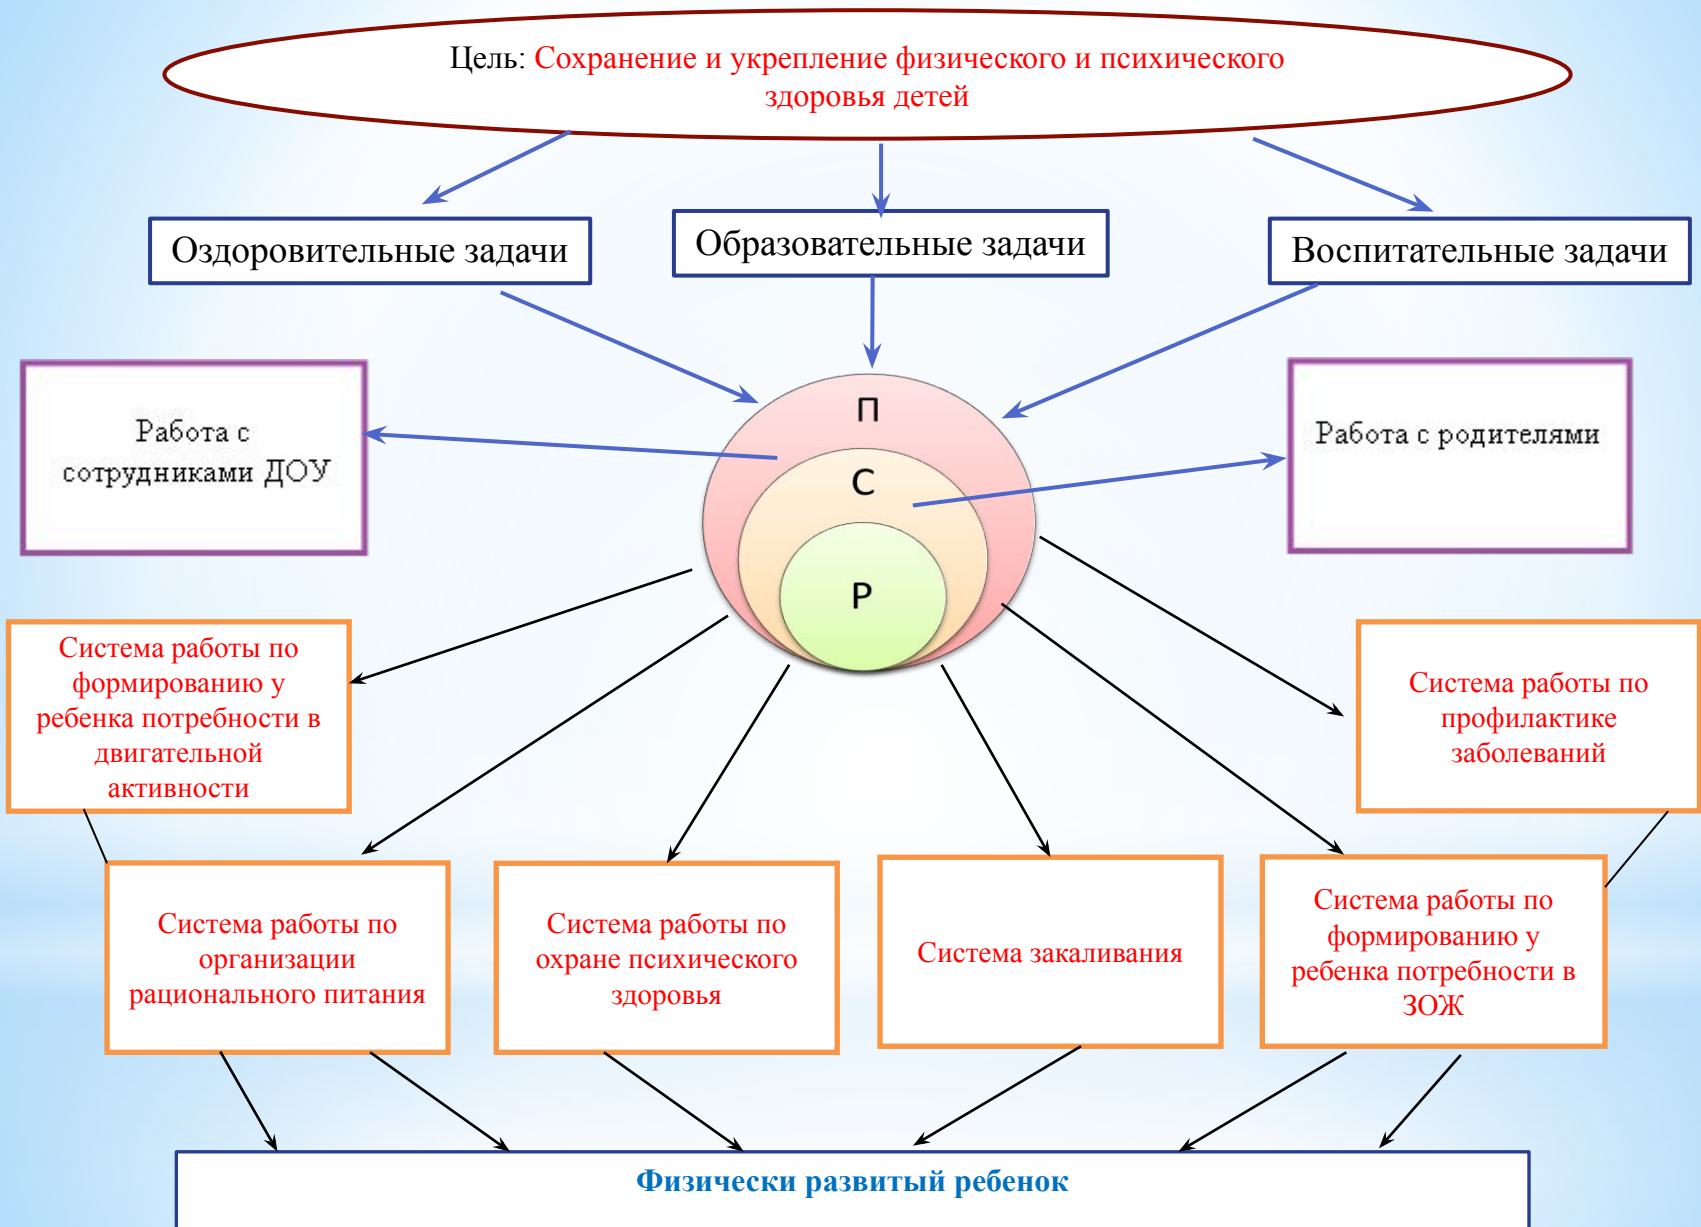 Цель: Сохранение и укрепление физического и психического
здоровья детей
Оздоровительные задачи
Образовательные задачи
Воспитательные задачи
Работа с
сотрудниками ДОУ
П
С
Р
Работа с родителями
Система работы по
формированию у
ребенка потребности в
двигательной
активности
Система работы по
профилактике
заболеваний
Система работы по
организации
рационального питания
Система работы по
охране психического
здоровья
Система закаливания
Система работы по
формированию у
ребенка потребности в
ЗОЖ
Физически развитый ребенок